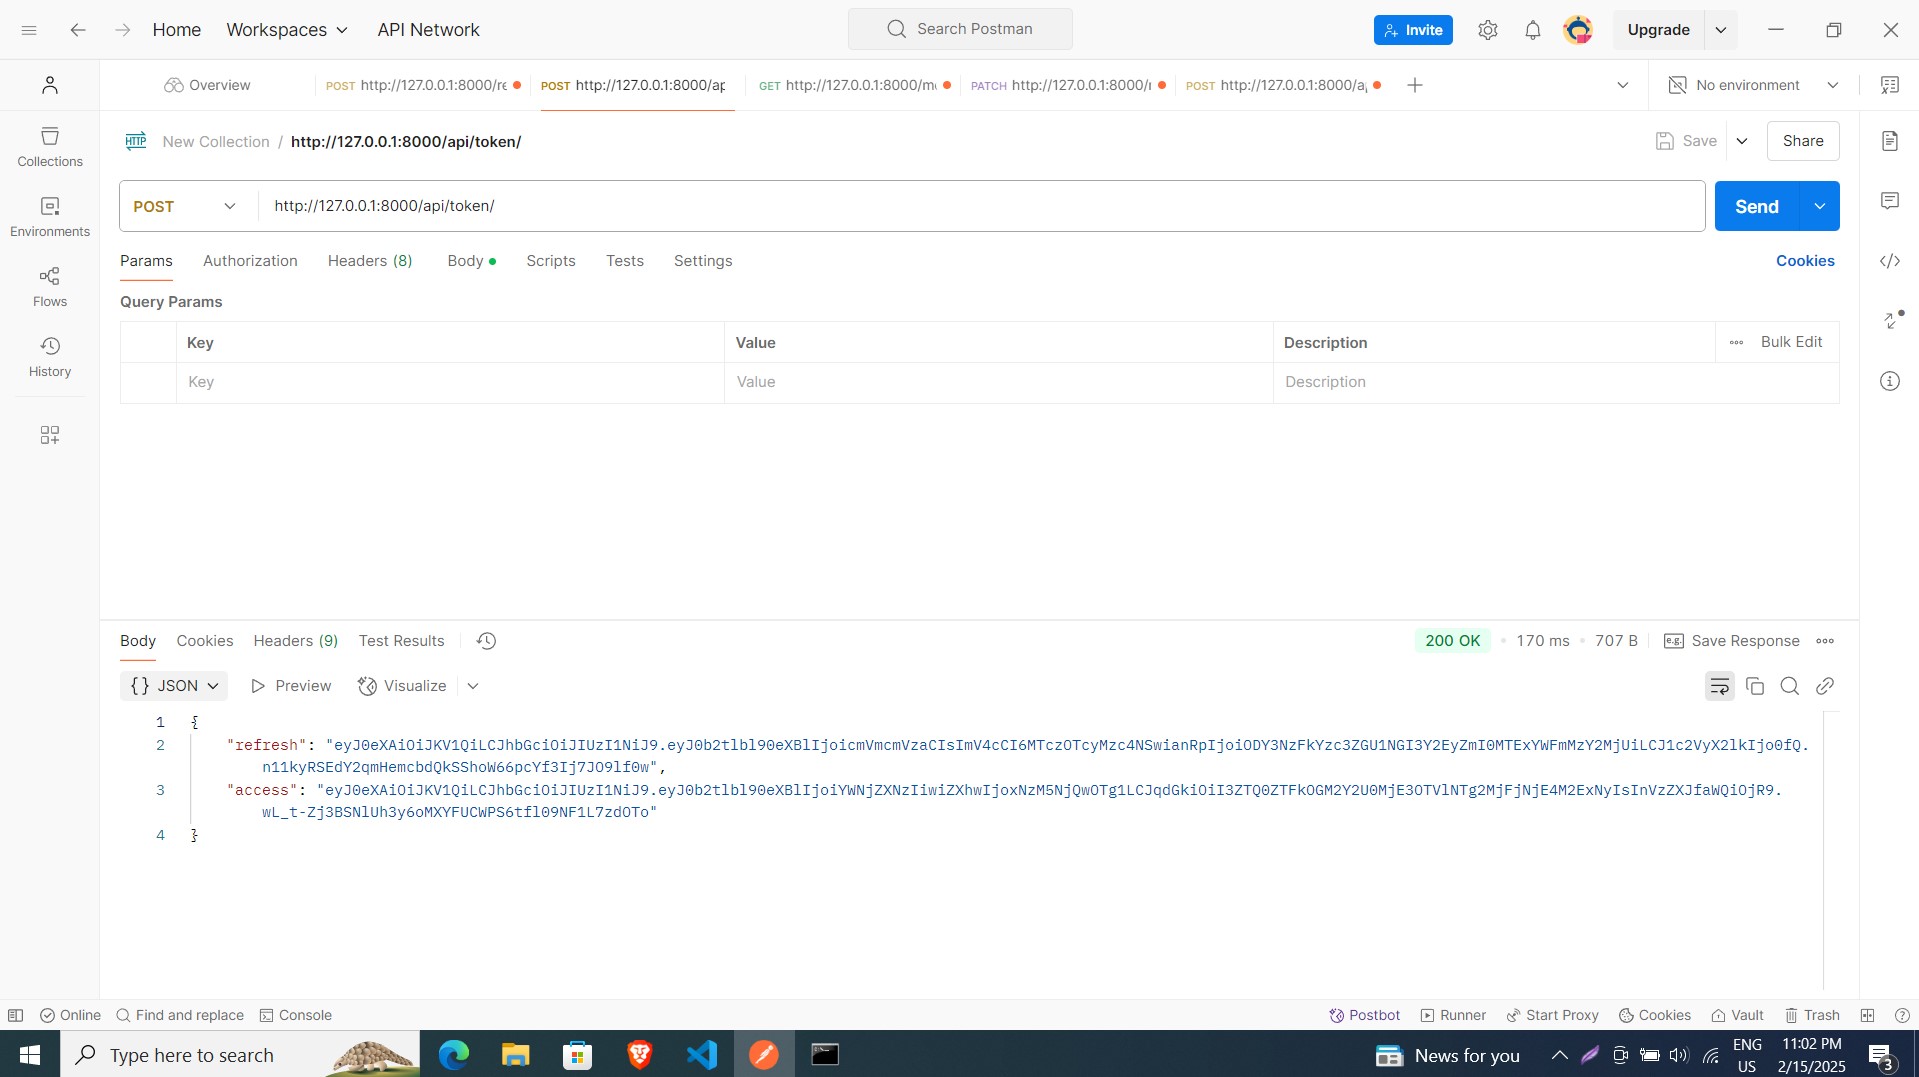 Home Workspaces API Network Search Postman Invite Upgrade
Overview POST http://127.0.0.1:8000/re POST http://127.0.0.1:8000/ap GET http://127.0.0.1:8000/m PATCH http://127.0.0.1:8000/ POST http://127.0.0.1:8000/a No environment
HTTP New Collection / http://127.0.0.1:8000/api/token/ Save Share
Collections
Environments
Flows
History
POST http://127.0.0.1:8000/api/token/ Send
Params Authorization Headers (8) Body Scripts Tests Settings Cookies
Query Params
Key Value Description Bulk Edit
Key Value Description
Body Cookies Headers (9) Test Results 200 OK 170 ms 707 B e.g. Save Response
{} JSON Preview Visualize
1 {
2 "refresh": "eyJ0eXAiOiJKV1QiLCJhbGciOiJIUzI1NiJ9.eyJ0b2tlbl90eXBlIjoicmVmcmVzaCIsImV4cCI6MTczOTcyMzc4NSwianRpIjoiODY3NzFkYzc3ZGU1NGI3Y2EyZmI0MTExYWFmMzY2MjUiLCJ1c2VyX2lkIjo0fQ.
n11kyRSEdY2qmHemcbdQkSShoW66pcYf3Ij7JO9lf0w",
3 "access": "eyJ0eXAiOiJKV1QiLCJhbGciOiJIUzI1NiJ9.eyJ0b2tlbl90eXBlIjoiYWNjZXNzIiwiZXhwIjoxNzM5NjQwOTg1LCJqdGkiOiI3ZTQ0ZTFkOGM2Y2U0MjE3OTVlNTg2MjFjNjE4M2ExNyIsInVzZXJfaWQiOjR9.
wL_t-Zj3BSNlUh3y6oMXYFUCWPS6tfl09NF1L7zdOTo"
4 }
Online Find and replace Console Postbot Runner Start Proxy Cookies Vault Trash
Type here to search News for you ENG US 11:02 PM 2/15/2025 3